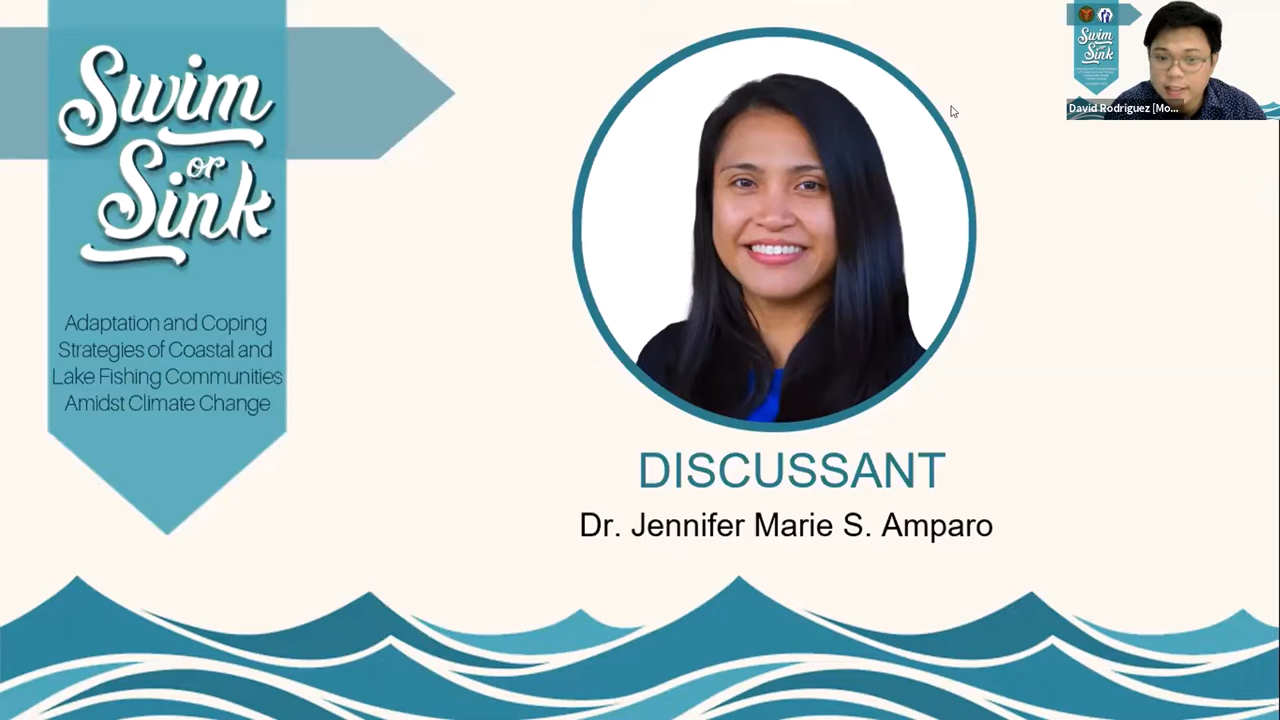 Swim
or
Sink
Adaptation and Coping
Strategies of Coastal and
Lake Fishing Communities
Amidst Climate Change
DISCUSSANT
Dr. Jennifer Marie S. Amparo
Swim
or
Sink
David Rodriguez [Mo...